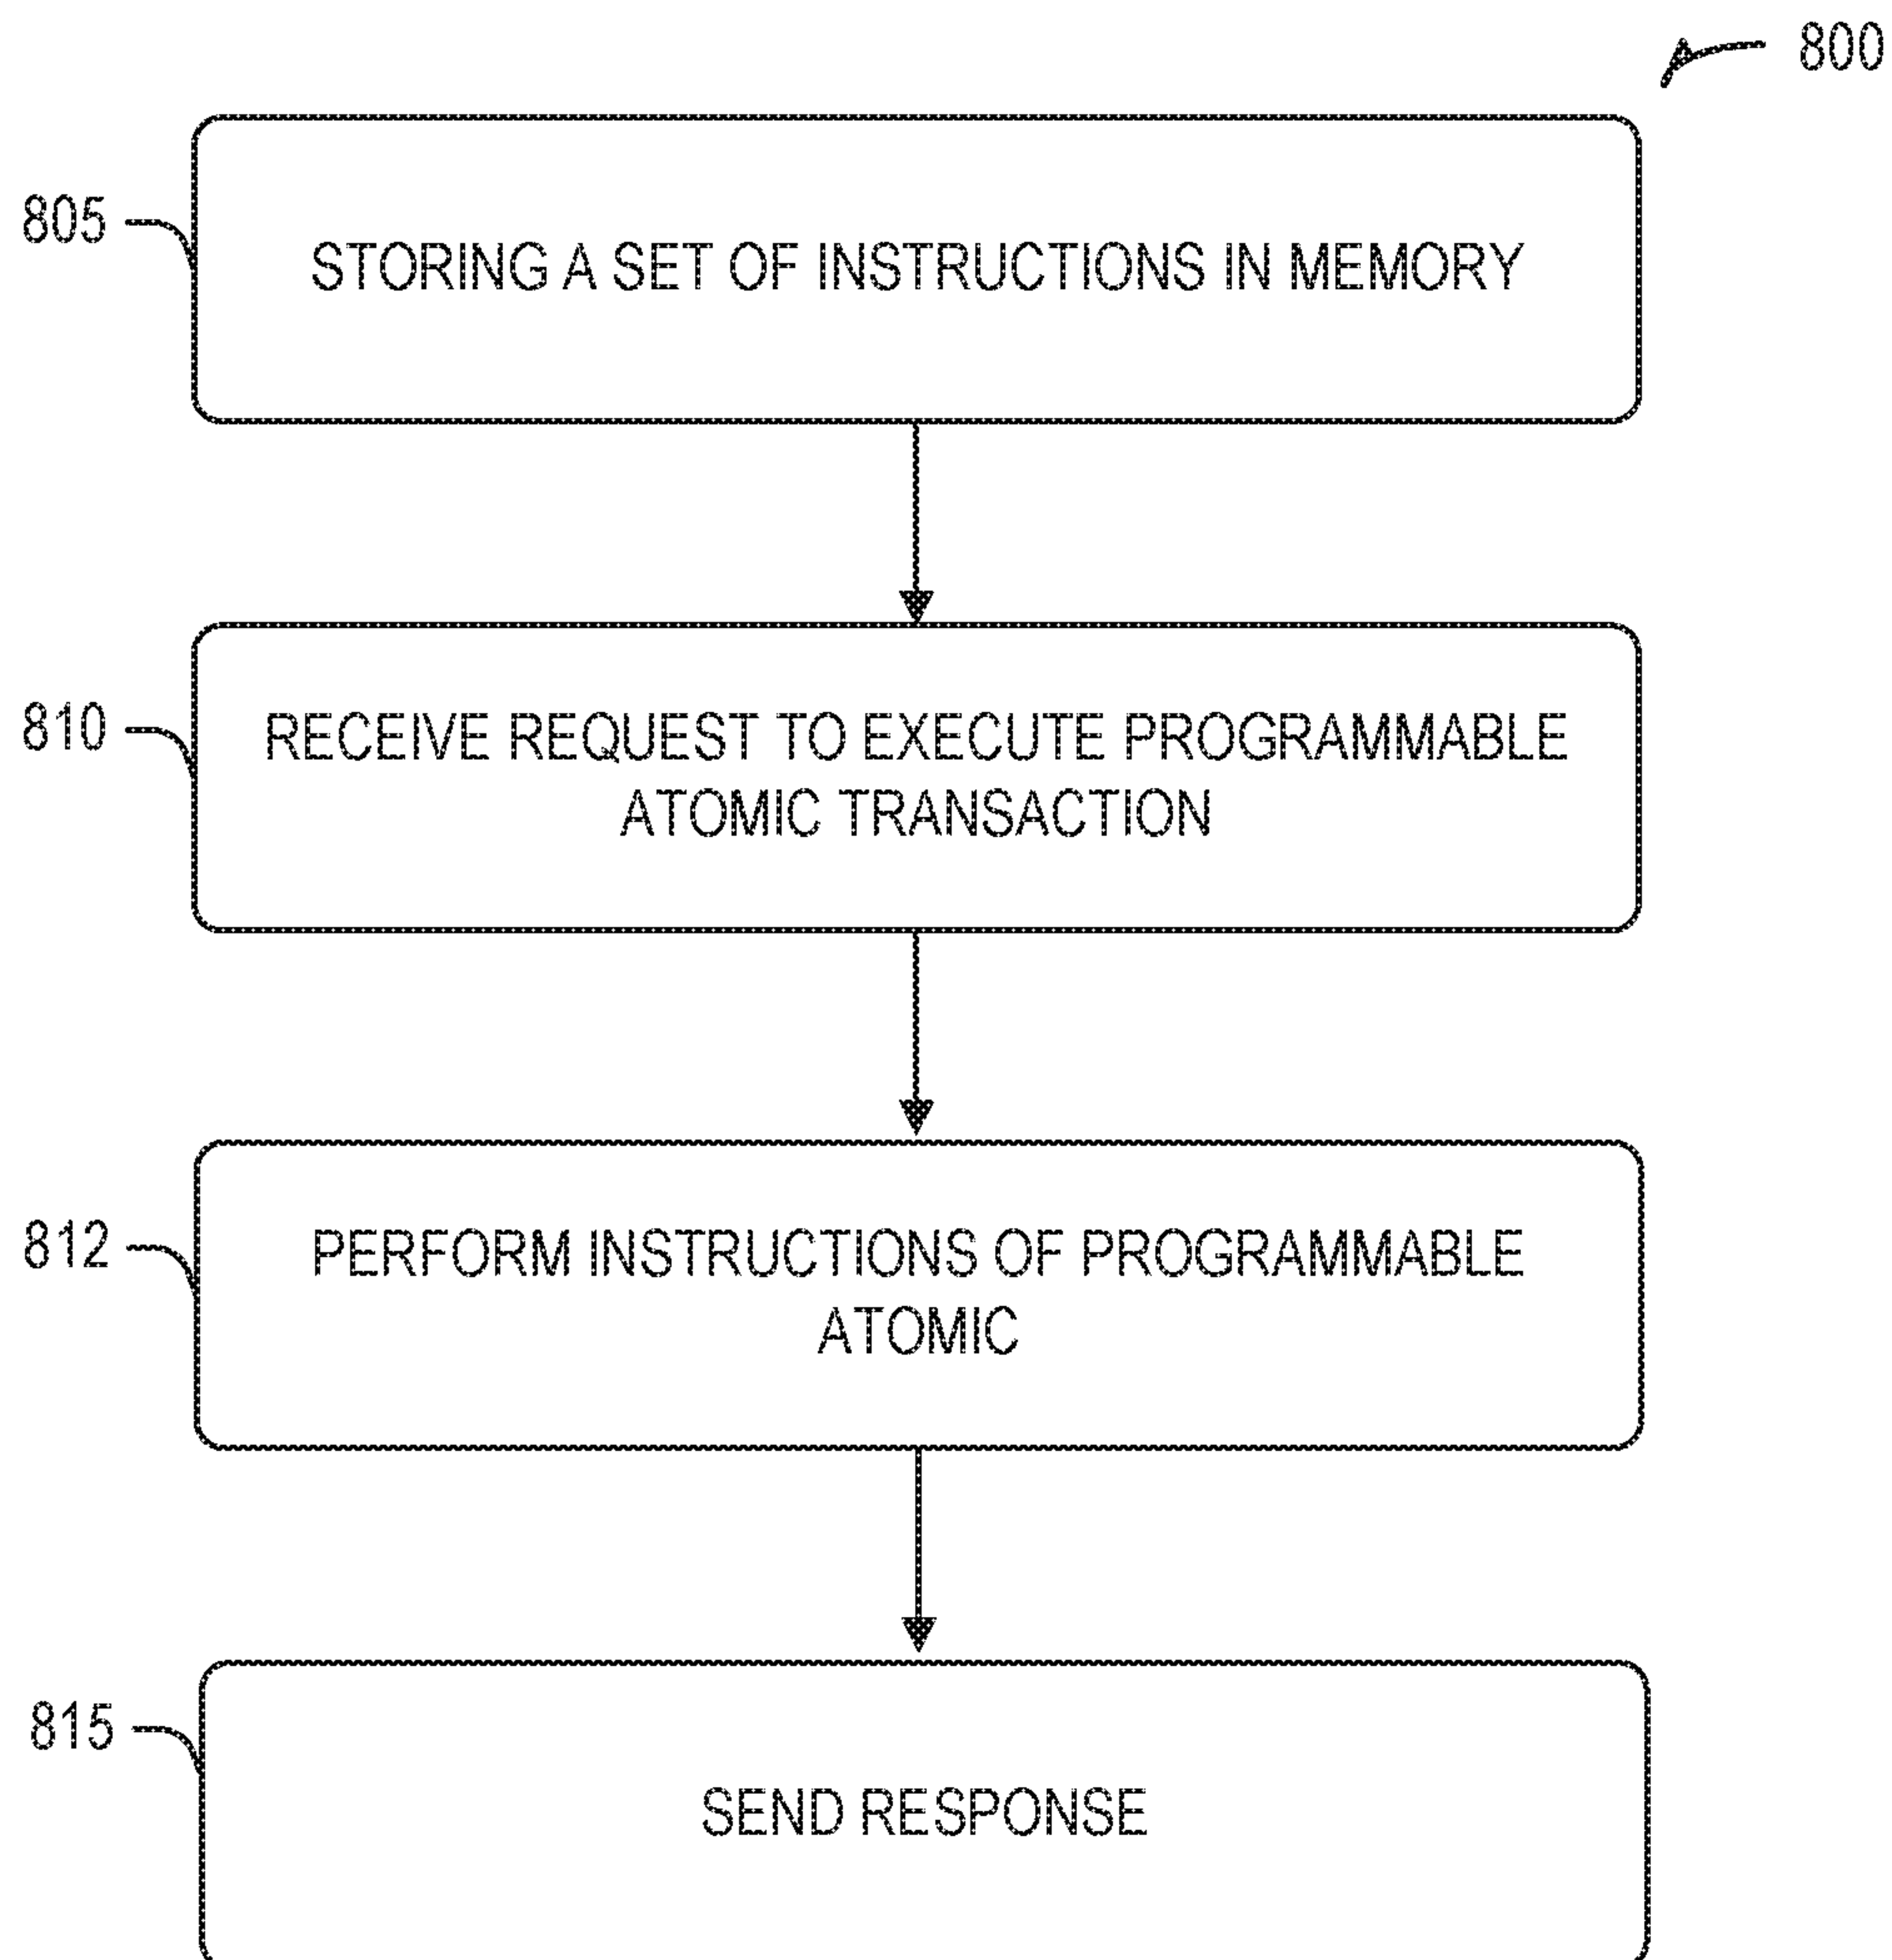 800
805
STORING A SET OF INSTRUCTIONS IN MEMORY
810
RECEIVE REQUEST TO EXECUTE PROGRAMMABLE
ATOMIC TRANSACTION
812
PERFORM INSTRUCTIONS OF PROGRAMMABLE
ATOMIC
815
SEND RESPONSE